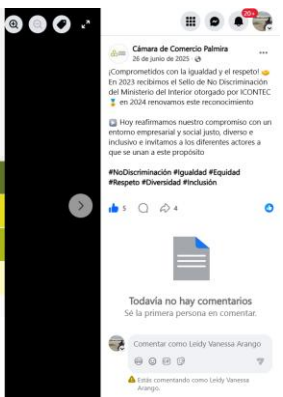 20+
Cámara de Comercio Palmira
26 de junio de 2025
¡Comprometidos con la igualdad y el respeto!
En 2023 recibimos el Sello de No Discriminación
del Ministerio del Interior otorgado por ICONTEC
en 2024 renovamos este reconocimiento
Hoy reafirmamos nuestro compromiso con un
entorno empresarial y social justo, diverso e
inclusivo e invitamos a los diferentes actores a
que se unan a este propósito
#NoDiscriminación #Igualdad #Equidad
#Respeto #Diversidad #Inclusión
5 4
Todavía no hay comentarios
Sé la primera persona en comentar.
Comentar como Leidy Vanessa
Arango
Estás comentando como Leidy Vanessa
Arango.